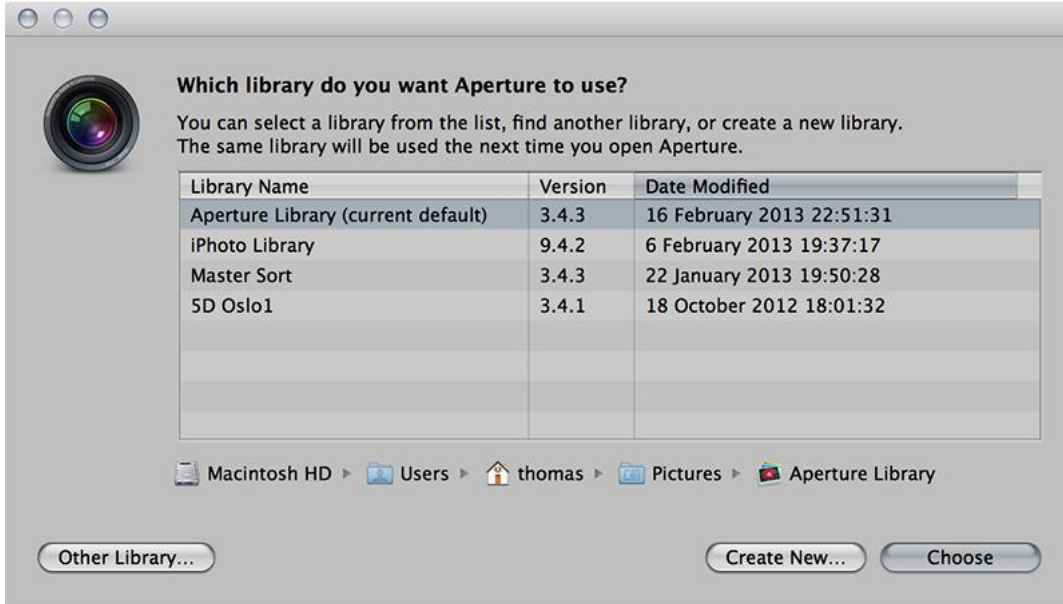 Which library do you want Aperture to use?
You can select a library from the list, find another library, or create a new library.
The same library will be used the next time you open Aperture.
Library Name Version Date Modified
Aperture Library (current default) 3.4.3 16 February 2013 22:51:31
iPhoto Library 9.4.2 6 February 2013 19:37:17
Master Sort 3.4.3 22 January 2013 19:50:28
5D Oslo1 3.4.1 18 October 2012 18:01:32
Macintosh HD Users thomas Pictures Aperture Library
Other Library... Create New... Choose